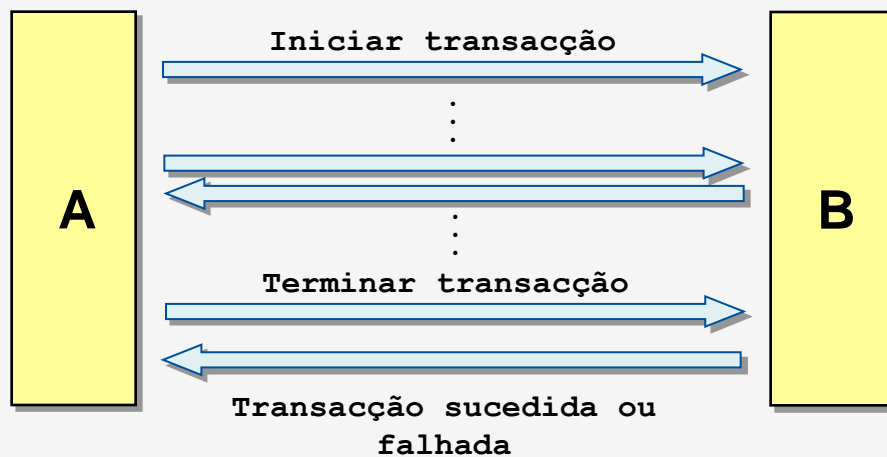 Iniciar transacção
.
.
.
A
B
.
.
.
Terminar transacção
Transacção sucedida ou
falhada